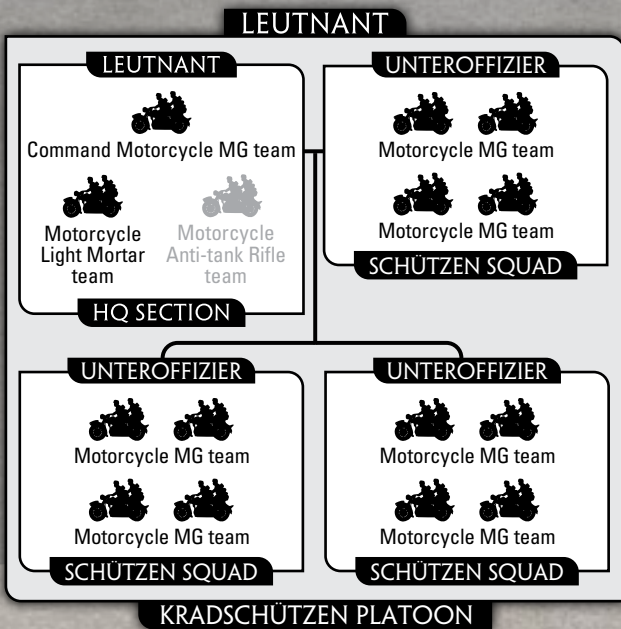 LEUTNANT
LEUTNANT
Command Motorcycle MG team
Motorcycle
Light Mortar
team
Motorcycle
Anti-tank Rifle
team
HQ SECTION
UNTEROFFIZIER
Motorcycle MG team
Motorcycle MG team
SCHÜTZEN SQUAD
UNTEROFFIZIER
Motorcycle MG team
Motorcycle MG team
SCHÜTZEN SQUAD
UNTEROFFIZIER
Motorcycle MG team
Motorcycle MG team
SCHÜTZEN SQUAD
KRADSCHÜTZEN PLATOON